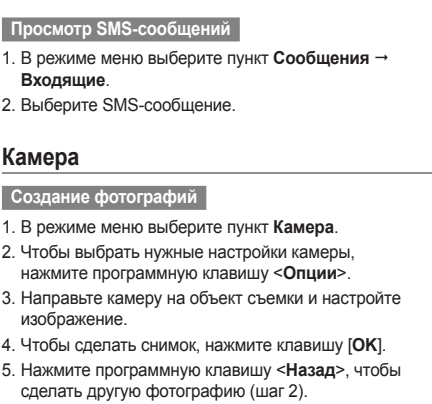 Просмотр SMS-сообщений
1. В режиме меню выберите пункт Сообщения →
Входящие.
2. Выберите SMS-сообщение.
Камера
Создание фотографий
1. В режиме меню выберите пункт Камера.
2. Чтобы выбрать нужные настройки камеры,
нажмите программную клавишу <Опции>.
3. Направьте камеру на объект съемки и настройте
изображение.
4. Чтобы сделать снимок, нажмите клавишу [OK].
5. Нажмите программную клавишу <Назад>, чтобы
сделать другую фотографию (шаг 2).